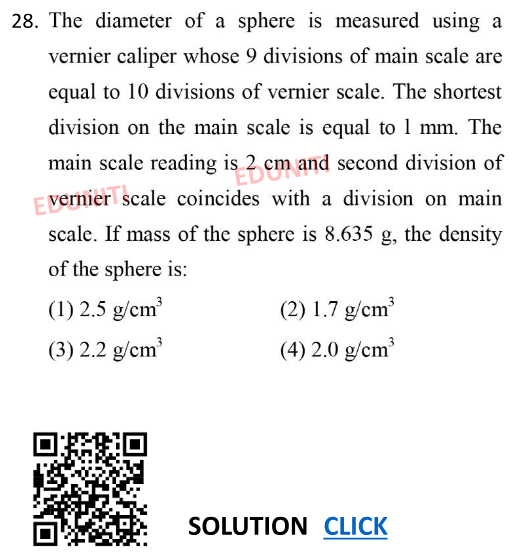 28. The diameter of a sphere is measured using a
vernier caliper whose 9 divisions of main scale are
equal to 10 divisions of vernier scale. The shortest
division on the main scale is equal to 1 mm. The
main scale reading is 2 cm and second division of
EDUNITI
vernier scale coincides with a division on main
EDUNITI
scale. If mass of the sphere is 8.635 g, the density
of the sphere is:
(1) 2.5 g/cm³ (2) 1.7 g/cm³
(3) 2.2 g/cm³ (4) 2.0 g/cm³
SOLUTION CLICK